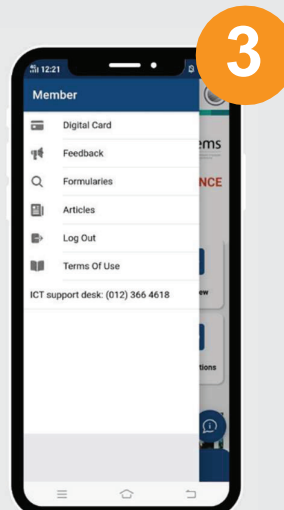 3
12:21
Member
ems
Digital Card
Feedback
NCE
Formularies
Articles
Log Out
Terms Of Use
ICT support desk: (012) 366 4618
ew
tions